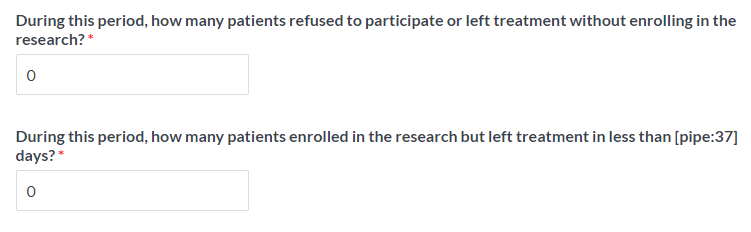 During this period, how many patients refused to participate or left treatment without enrolling in the
research? *
0
During this period, how many patients enrolled in the research but left treatment in less than [pipe:37]
days? *
0